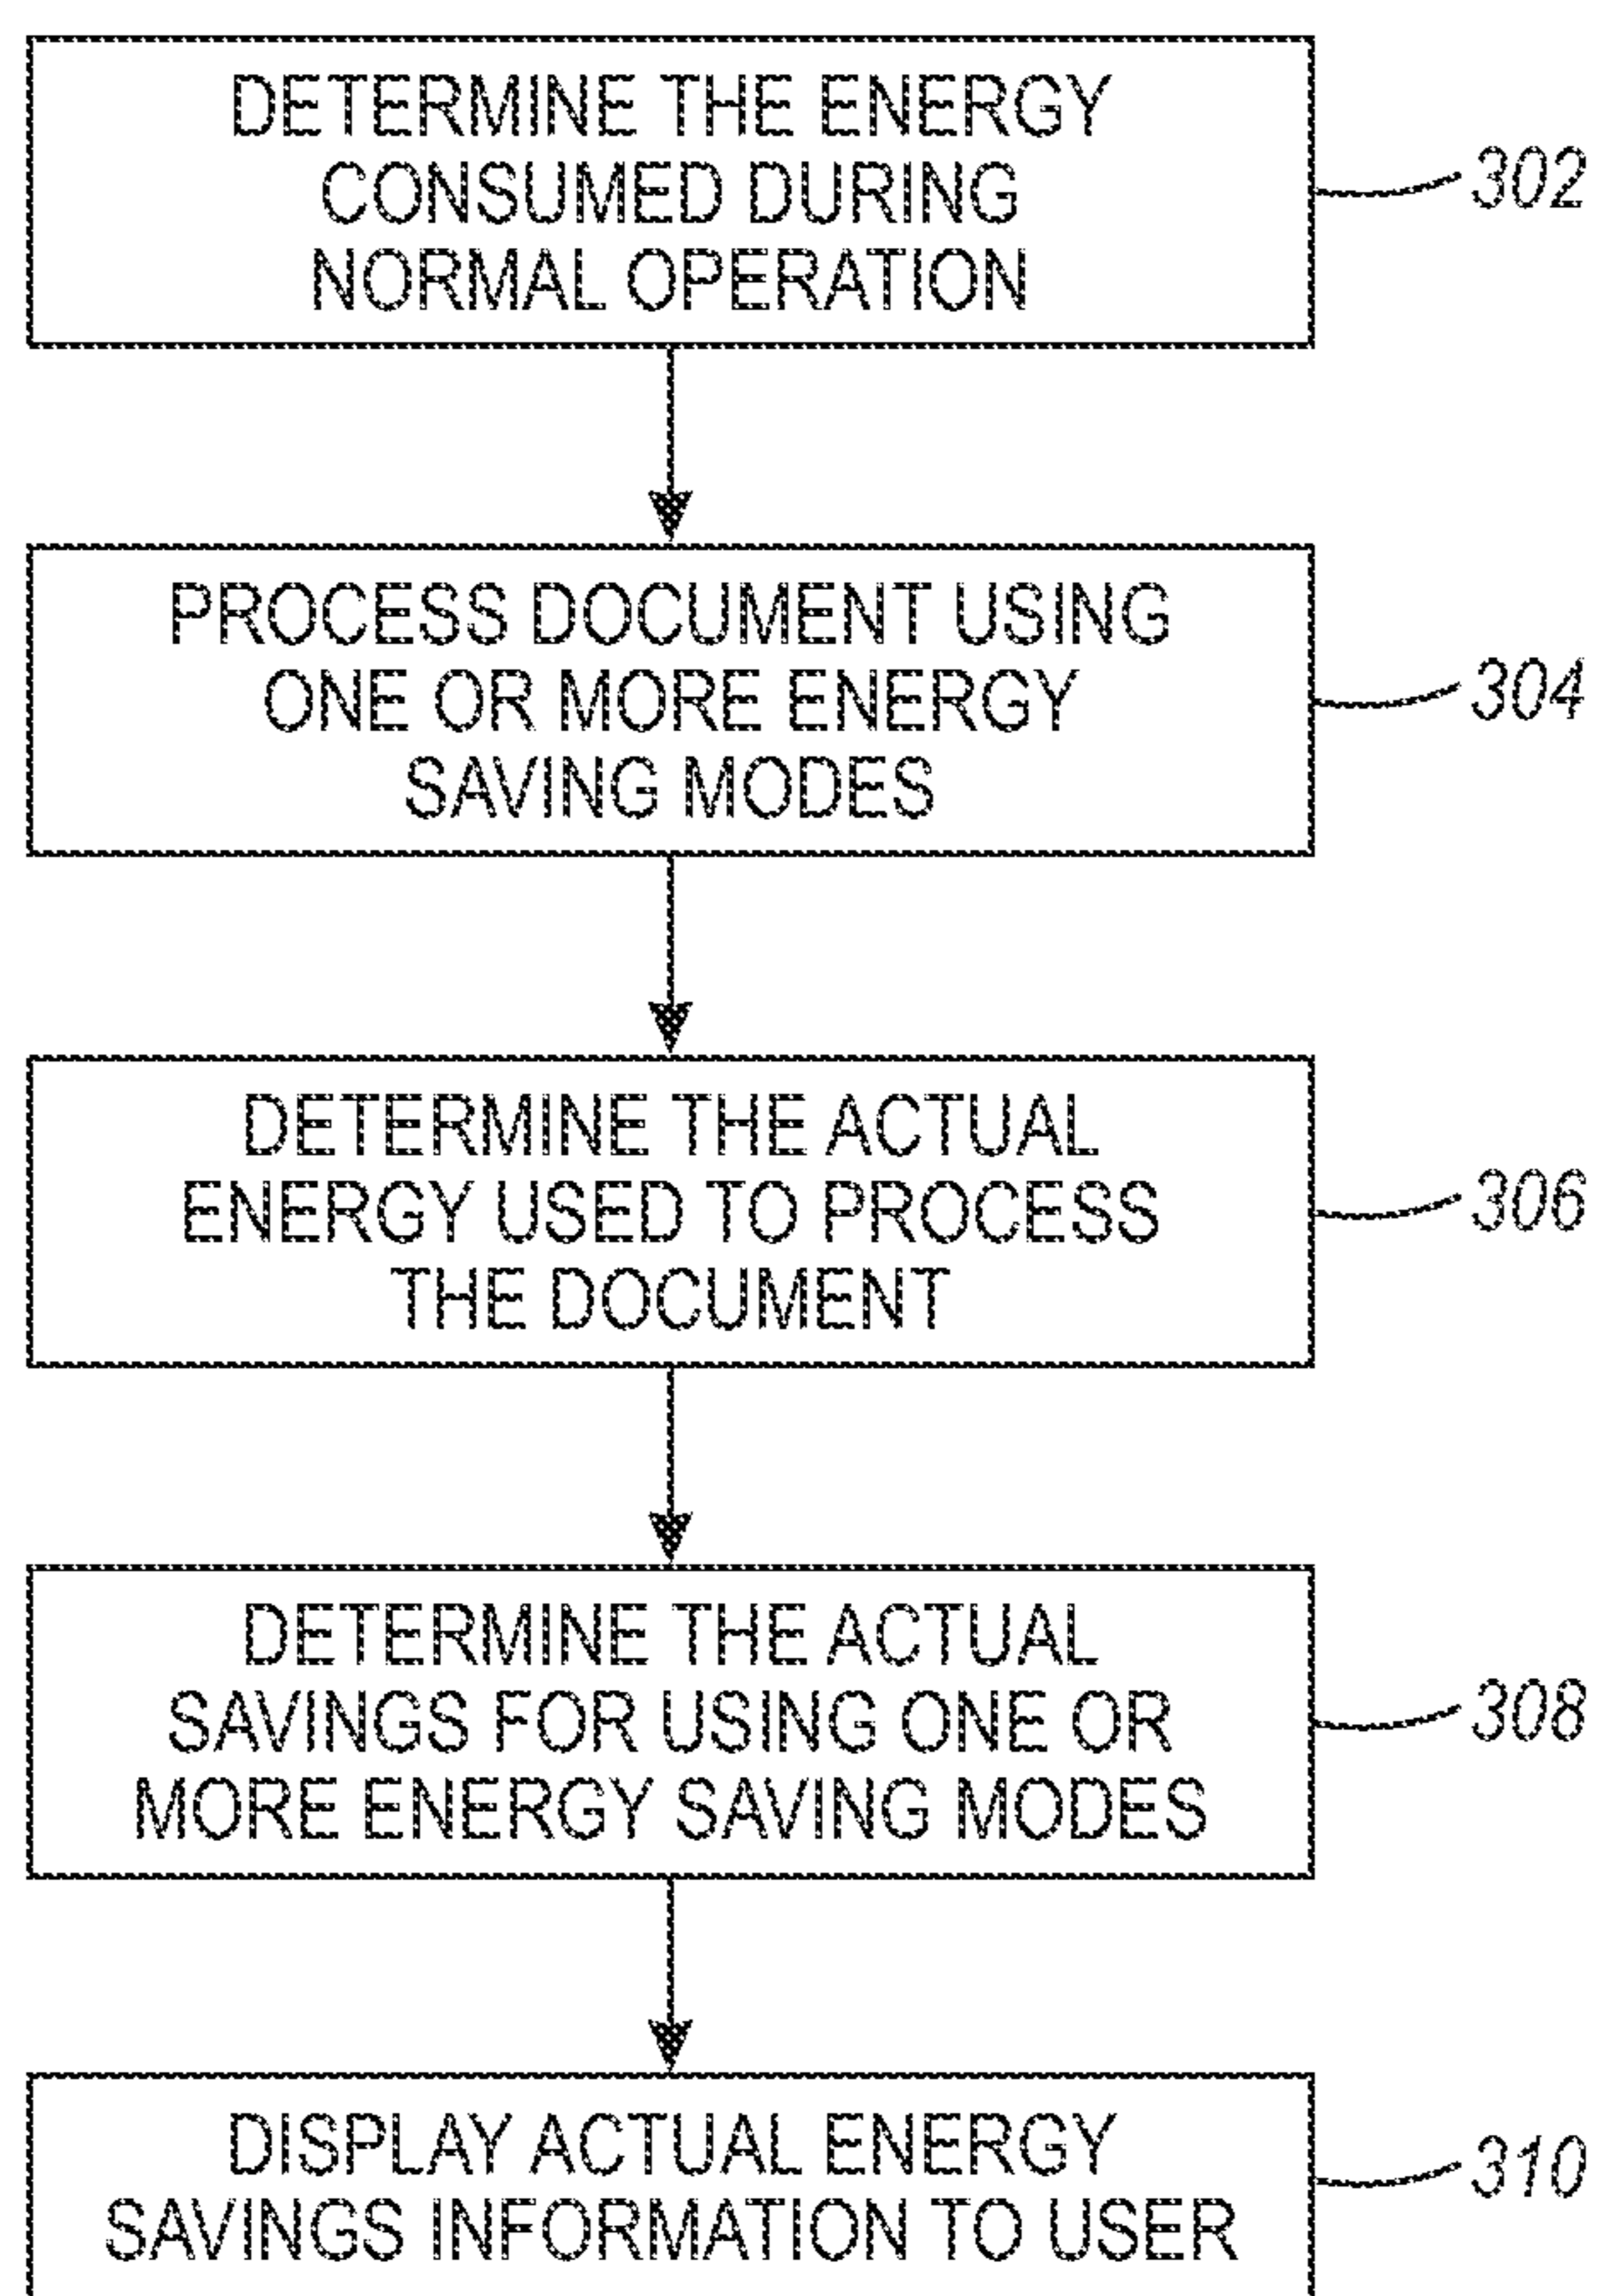 DETERMINE THE ENERGY
CONSUMED DURING
NORMAL OPERATION
302
PROCESS DOCUMENT USING
ONE OR MORE ENERGY
SAVING MODES
304
DETERMINE THE ACTUAL
ENERGY USED TO PROCESS
THE DOCUMENT
306
DETERMINE THE ACTUAL
SAVINGS FOR USING ONE OR
MORE ENERGY SAVING MODES
308
DISPLAY ACTUAL ENERGY
SAVINGS INFORMATION TO USER
310